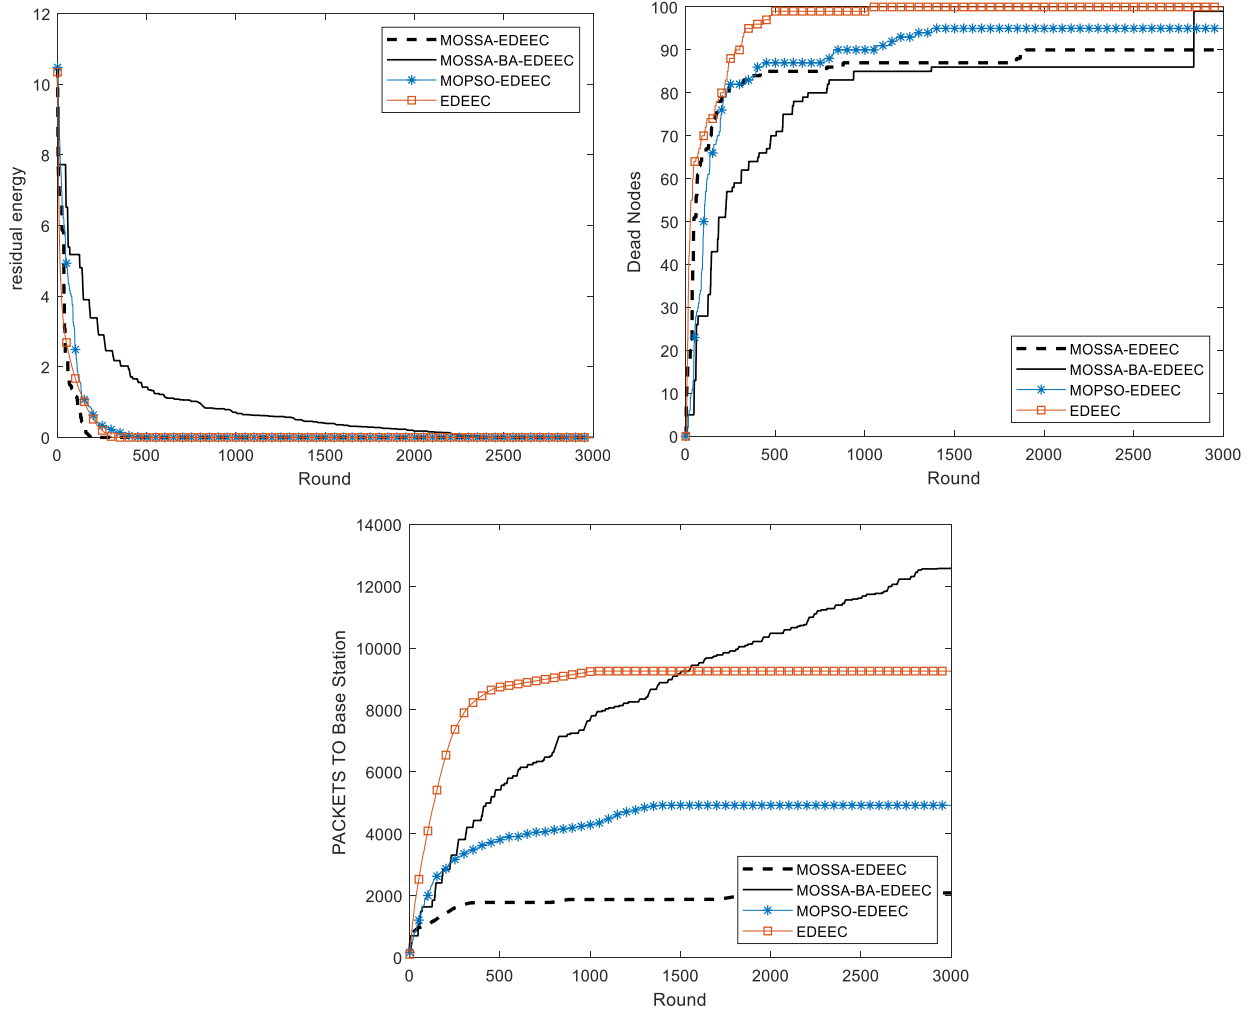 12
10
8
6
4
2
0
residual energy
0
500
1000
1500
2000
2500
3000
Round
MOSSA-EDEEC
MOSSA-BA-EDEEC
MOPSO-EDEEC
EDEEC
100
90
80
70
60
50
40
30
20
10
0
Dead Nodes
0
500
1000
1500
2000
2500
3000
Round
MOSSA-EDEEC
MOSSA-BA-EDEEC
MOPSO-EDEEC
EDEEC
14000
12000
10000
8000
6000
4000
2000
0
PACKETS TO Base Station
0
500
1000
1500
2000
2500
3000
Round
MOSSA-EDEEC
MOSSA-BA-EDEEC
MOPSO-EDEEC
EDEEC